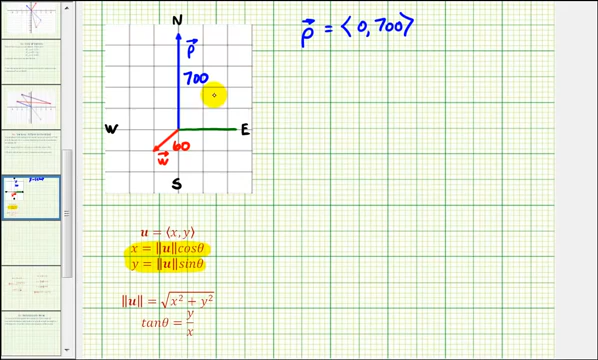 N
p⃗
700
W
E
60
w⃗
S
p⃗ = ⟨0, 700⟩
u = ⟨x, y⟩
x = ‖u‖cosθ
y = ‖u‖sinθ
‖u‖ = √(x² + y²)
tanθ = y/x